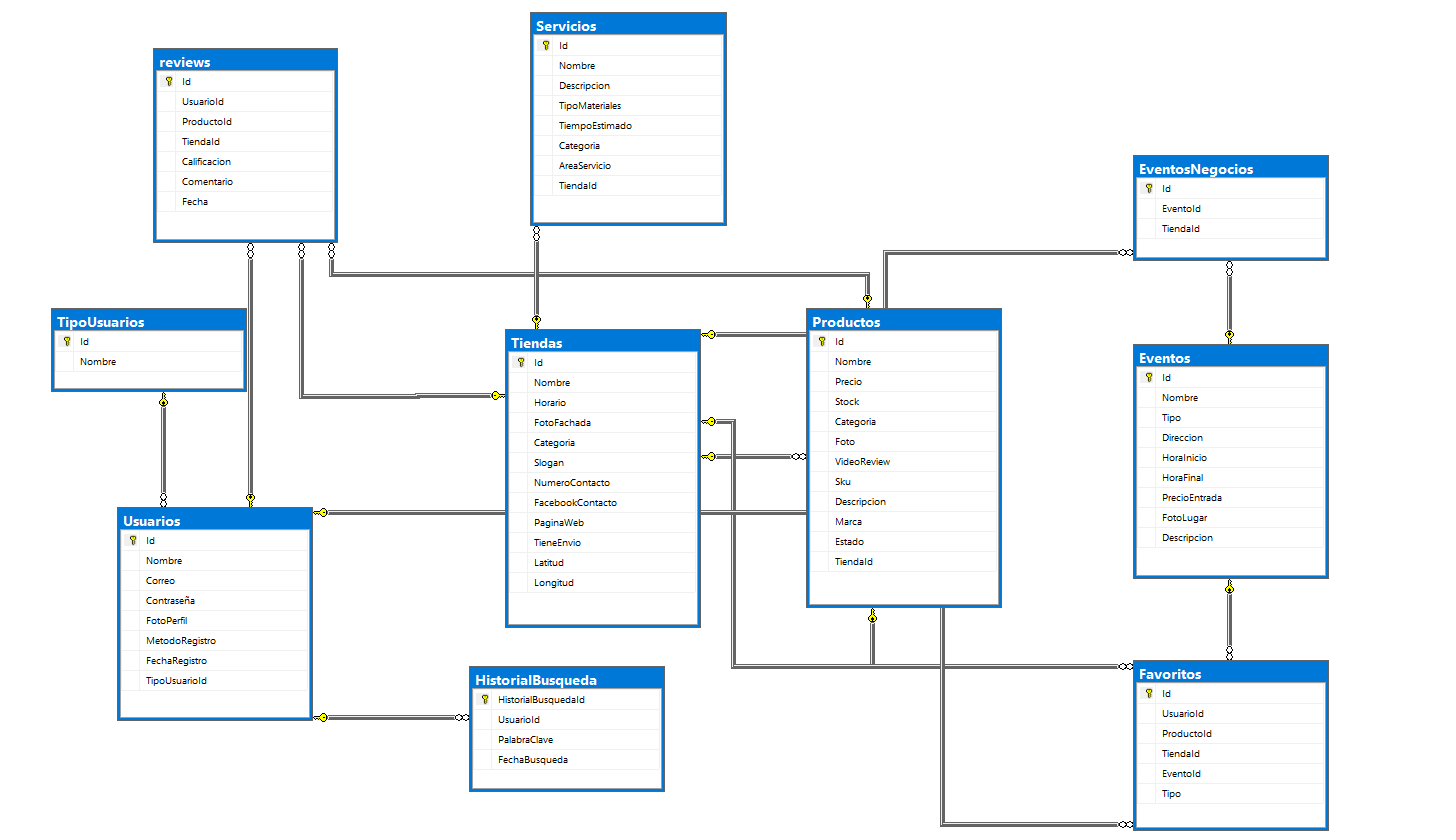 reviews
Id
UsuarioId
ProductoId
TiendaId
Calificacion
Comentario
Fecha
Servicios
Id
Nombre
Descripcion
TipoMateriales
TiempoEstimado
Categoria
AreaServicio
TiendaId
EventosNegocios
Id
EventoId
TiendaId
TipoUsuarios
Id
Nombre
Tiendas
Id
Nombre
Horario
FotoFachada
Categoria
Slogan
NumeroContacto
FacebookContacto
PaginaWeb
TieneEnvio
Latitud
Longitud
Productos
Id
Nombre
Precio
Stock
Categoria
Foto
VideoReview
Sku
Descripcion
Marca
Estado
TiendaId
Eventos
Id
Nombre
Tipo
Direccion
HoraInicio
HoraFinal
PrecioEntrada
FotoLugar
Descripcion
Usuarios
Id
Nombre
Correo
Contraseña
FotoPerfil
MetodoRegistro
FechaRegistro
TipoUsuarioId
HistorialBusqueda
HistorialBusquedaId
UsuarioId
PalabraClave
FechaBusqueda
Favoritos
Id
UsuarioId
ProductoId
TiendaId
EventoId
Tipo